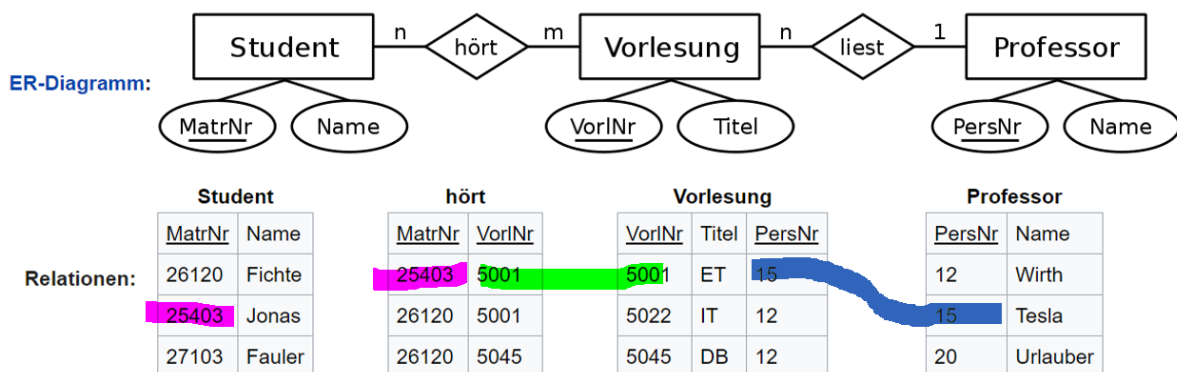 Student n hört m Vorlesung n liest 1 Professor
ER-Diagramm:
MatrNr Name VorlNr Titel PersNr Name
Student hört Vorlesung Professor
MatrNr Name MatrNr VorlNr VorlNr Titel PersNr PersNr Name
Relationen: 26120 Fichte 25403 5001 5001 ET 15 12 Wirth
25403 Jonas 26120 5001 5022 IT 12 15 Tesla
27103 Fauler 26120 5045 5045 DB 12 20 Urlauber